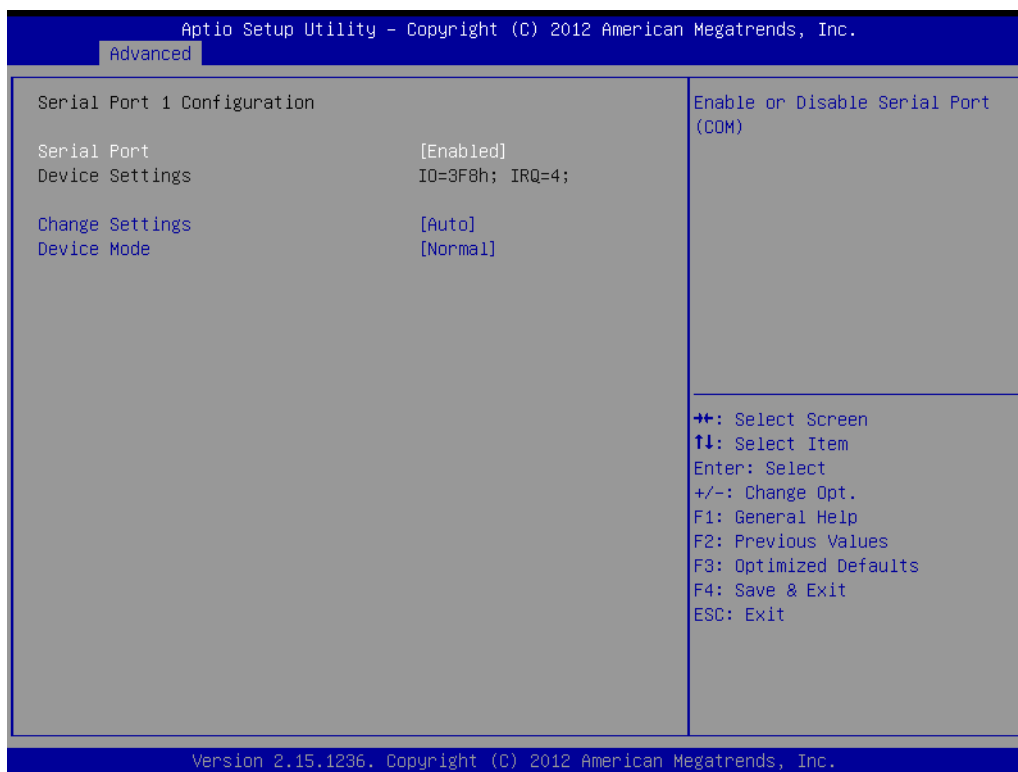 Aptio Setup Utility – Copyright (C) 2012 American Megatrends, Inc.
Advanced
Serial Port 1 Configuration
Serial Port [Enabled]
Device Settings IO=3F8h; IRQ=4;
Change Settings [Auto]
Device Mode [Normal]
Enable or Disable Serial Port
(COM)
→←: Select Screen
↑↓: Select Item
Enter: Select
+/-: Change Opt.
F1: General Help
F2: Previous Values
F3: Optimized Defaults
F4: Save & Exit
ESC: Exit
Version 2.15.1236. Copyright (C) 2012 American Megatrends, Inc.